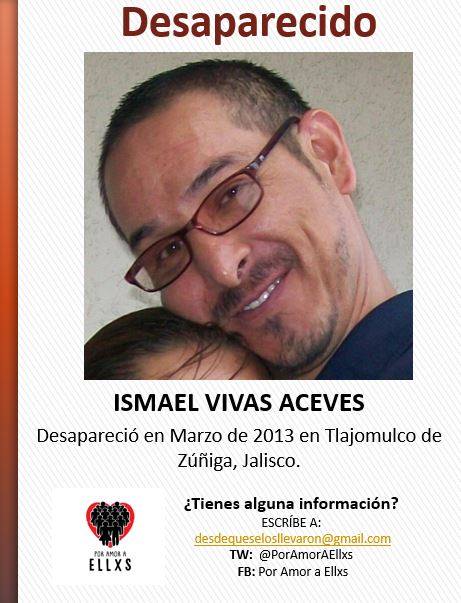 Desaparecido
ISMAEL VIVAS ACEVES
Desapareció en Marzo de 2013 en Tlajomulco de
Zúñiga, Jalisco.
POR AMOR A
ELLXS
¿Tienes alguna información?
ESCRÍBE A:
desdequeselosllevaron@gmail.com
TW: @PorAmorAEllxs
FB: Por Amor a Ellxs